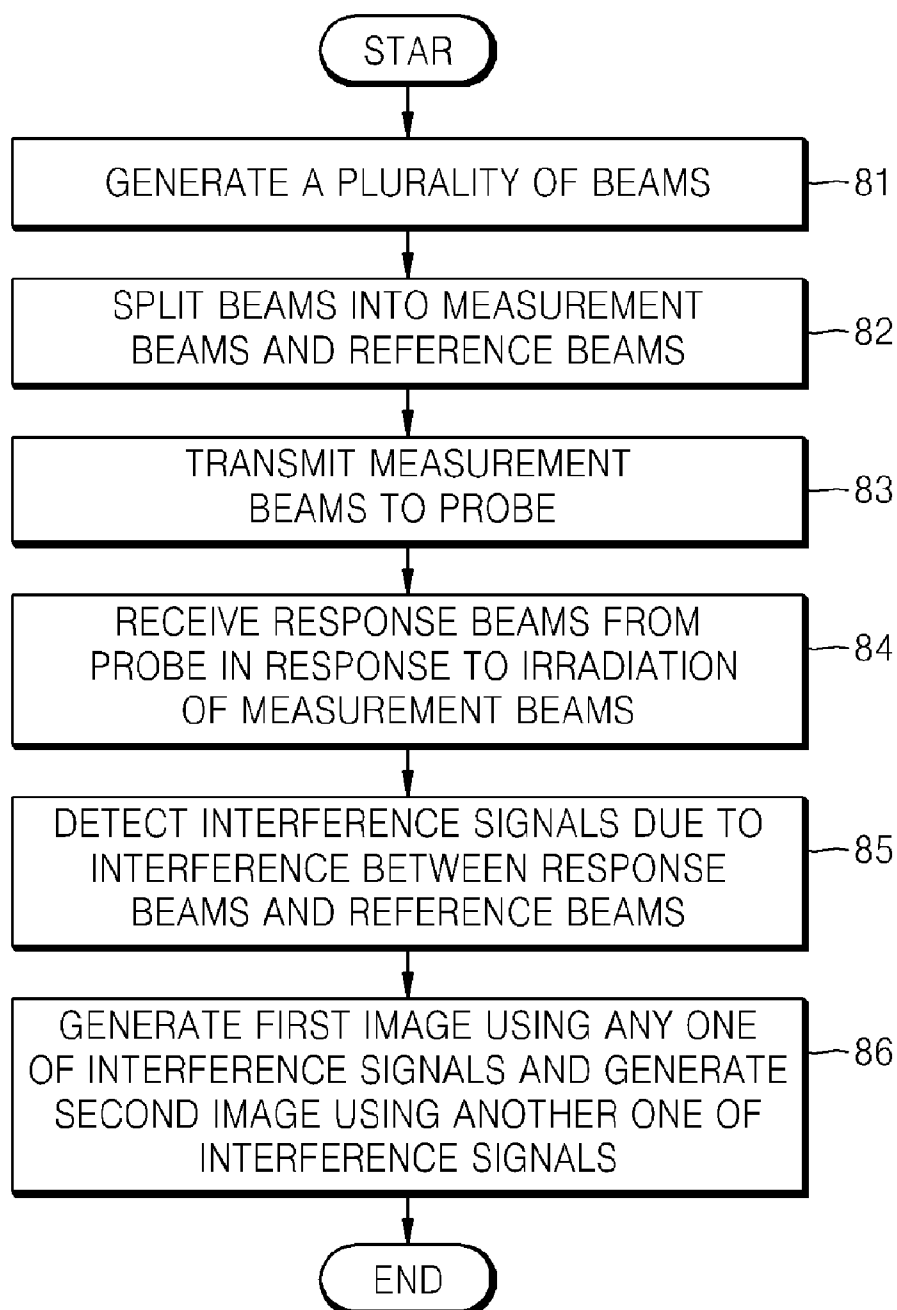 STAR
GENERATE A PLURALITY OF BEAMS
81
SPLIT BEAMS INTO MEASUREMENT
BEAMS AND REFERENCE BEAMS
82
TRANSMIT MEASUREMENT
BEAMS TO PROBE
83
RECEIVE RESPONSE BEAMS FROM
PROBE IN RESPONSE TO IRRADIATION
OF MEASUREMENT BEAMS
84
DETECT INTERFERENCE SIGNALS DUE TO
INTERFERENCE BETWEEN RESPONSE
BEAMS AND REFERENCE BEAMS
85
GENERATE FIRST IMAGE USING ANY ONE
OF INTERFERENCE SIGNALS AND GENERATE
SECOND IMAGE USING ANOTHER ONE OF
INTERFERENCE SIGNALS
86
END